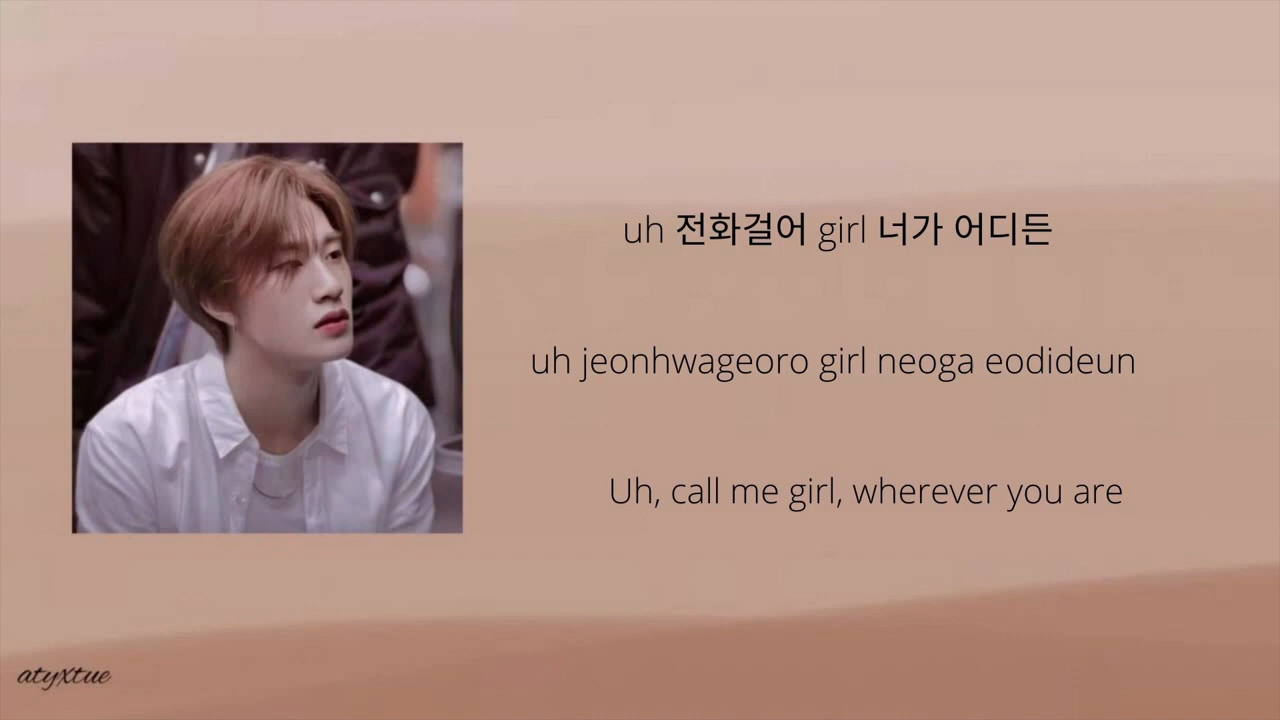 uh 전화걸어 girl 너가 어디든
uh jeonhwageoro girl neoga eodideun
Uh, call me girl, wherever you are
atyxtue